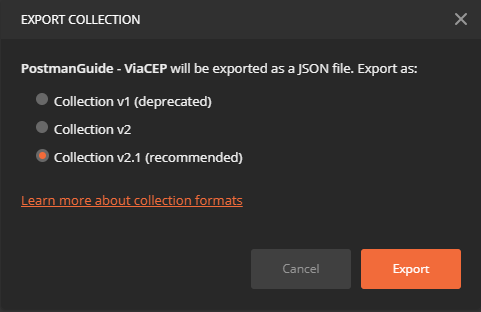 EXPORT COLLECTION
PostmanGuide - ViaCEP will be exported as a JSON file. Export as:
Collection v1 (deprecated)
Collection v2
Collection v2.1 (recommended)
Learn more about collection formats
Cancel
Export